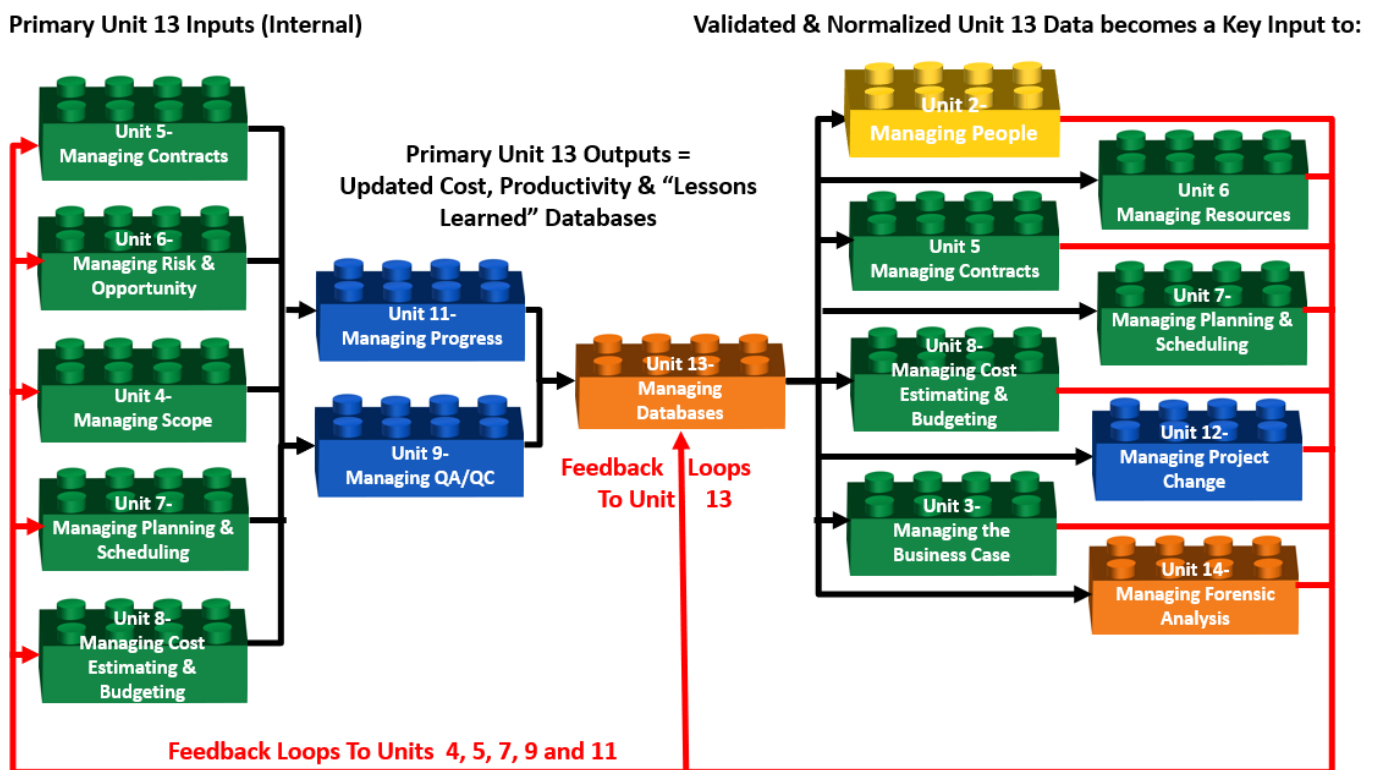 Primary Unit 13 Inputs (Internal)
Validated & Normalized Unit 13 Data becomes a Key Input to:
Unit 5-
Managing Contracts
Unit 6-
Managing Risk &
Opportunity
Unit 4-
Managing Scope
Unit 7-
Managing Planning &
Scheduling
Unit 8-
Managing Cost
Estimating &
Budgeting
Primary Unit 13 Outputs =
Updated Cost, Productivity & “Lessons
Learned” Databases
Unit 11-
Managing Progress
Unit 9-
Managing QA/QC
Unit 13-
Managing
Databases
Feedback Loops
To Unit 13
Unit 2-
Managing People
Unit 6
Managing Resources
Unit 5
Managing Contracts
Unit 7-
Managing Planning &
Scheduling
Unit 8-
Managing Cost
Estimating &
Budgeting
Unit 12-
Managing Project
Change
Unit 3-
Managing the
Business Case
Unit 14-
Managing Forensic
Analysis
Feedback Loops To Units 4, 5, 7, 9 and 11